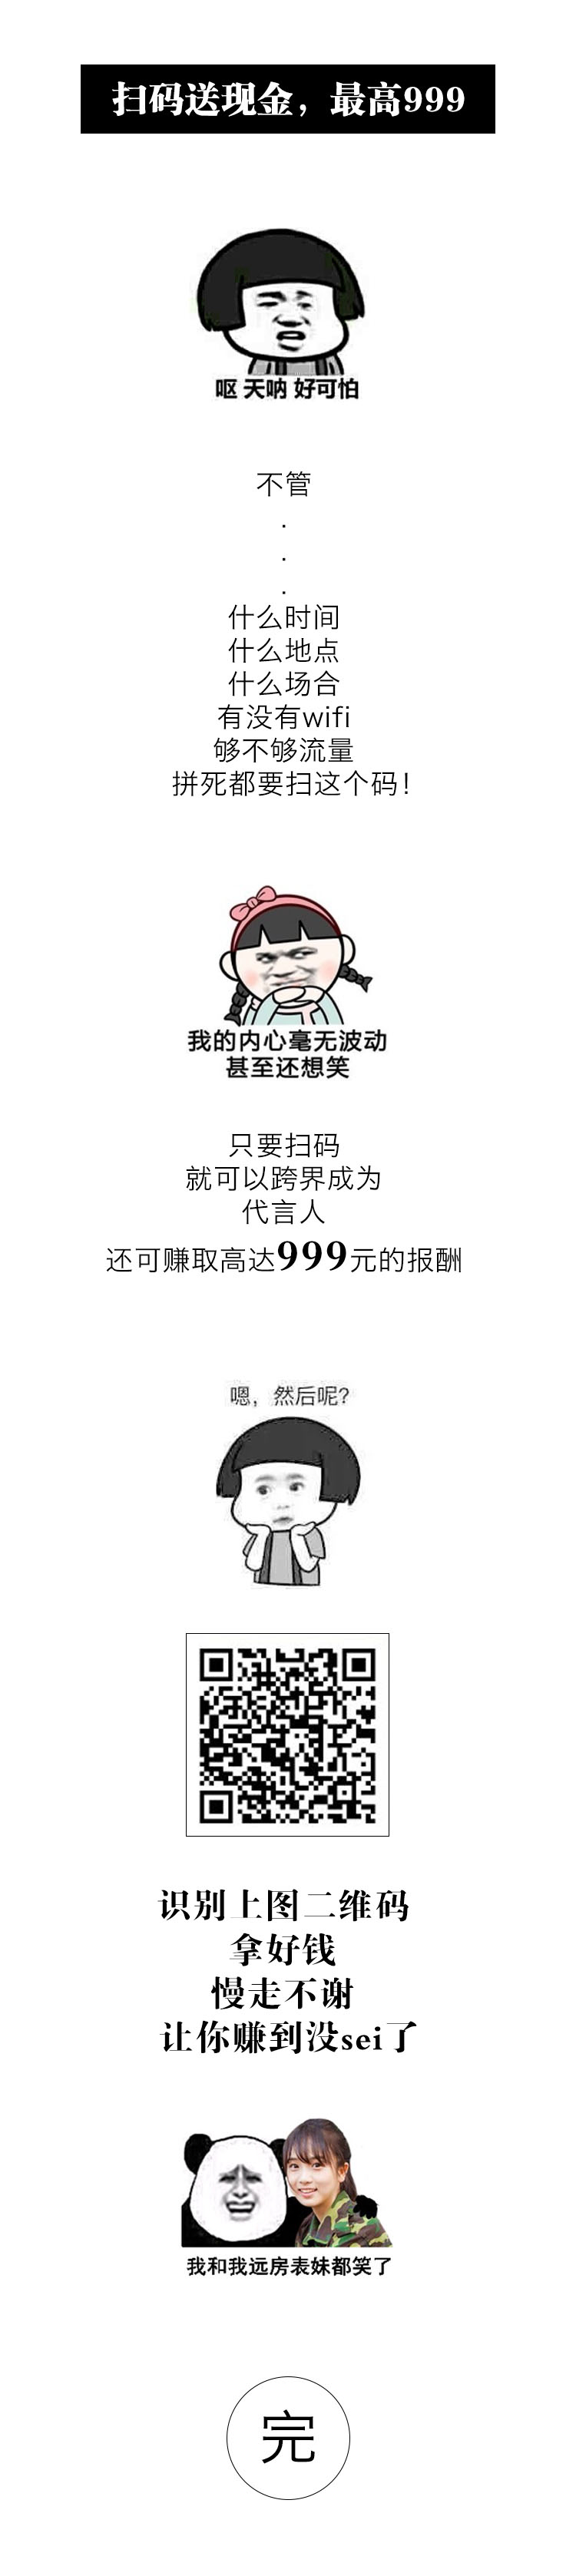 扫码送现金，最高999
呕 天呐 好可怕
不管
.
.
.
什么时间
什么地点
什么场合
有没有wifi
够不够流量
拼死都要扫这个码！
我的内心毫无波动
甚至还想笑
只要扫码
就可以跨界成为
代言人
还可赚取高达999元的报酬
嗯，然后呢？
识别上图二维码
拿好钱
慢走不谢
让你赚到没sei了
我和我远房表妹都笑了
完